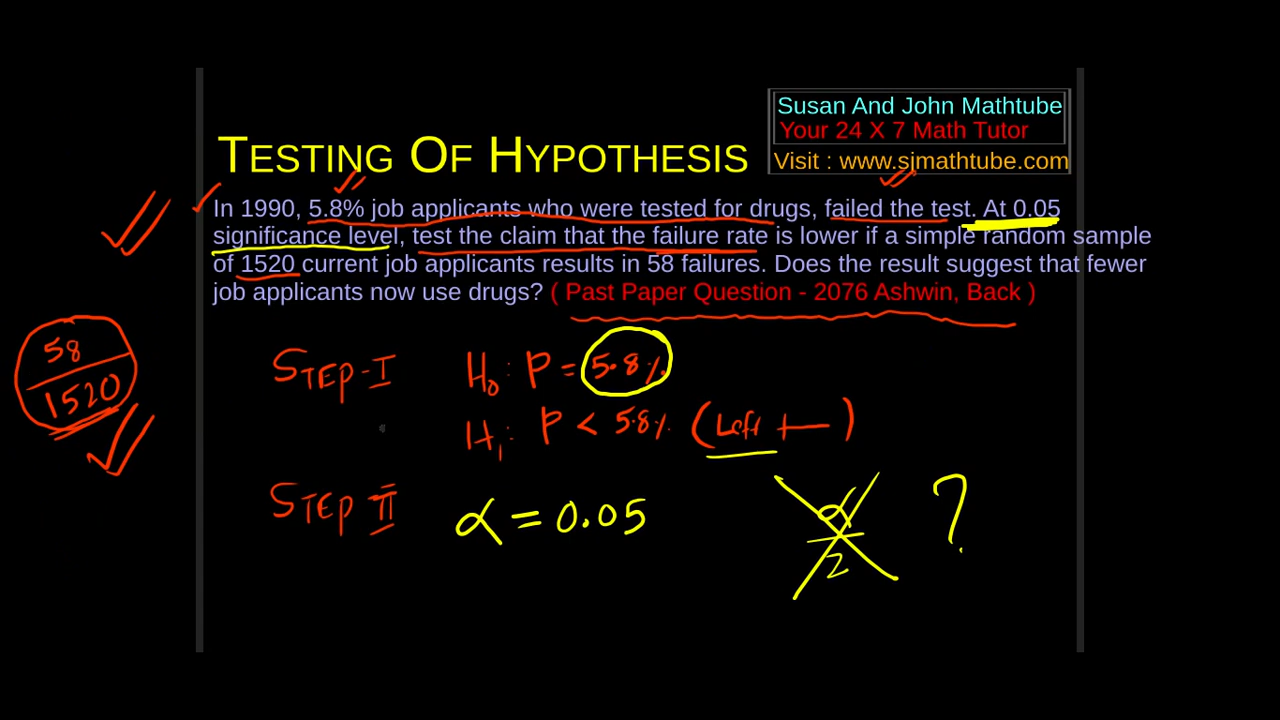 Susan And John Mathtube
Your 24 X 7 Math Tutor
Visit : www.sjmathtube.com
TESTING OF HYPOTHESIS
In 1990, 5.8% job applicants who were tested for drugs, failed the test. At 0.05
significance level, test the claim that the failure rate is lower if a simple random sample
of 1520 current job applicants results in 58 failures. Does the result suggest that fewer
job applicants now use drugs? ( Past Paper Question - 2076 Ashwin, Back )
58
1520
STEP-I H₀: P = 5.8%
H₁: P < 5.8% (Left )
STEP II α = 0.05 α/2 ?